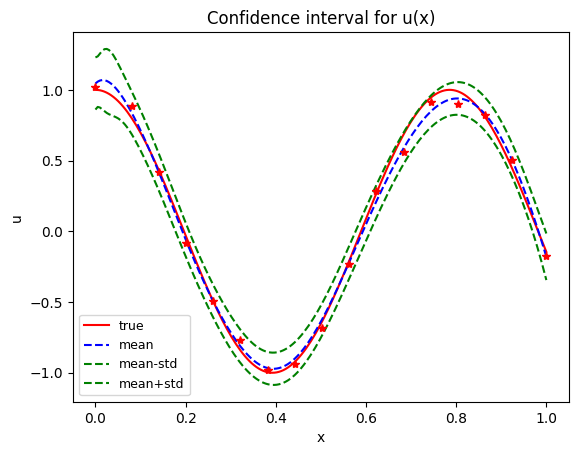 Confidence interval for u(x)
u
1.0
0.5
0.0
−0.5
−1.0
true
mean
mean-std
mean+std
0.0 0.2 0.4 0.6 0.8 1.0
x